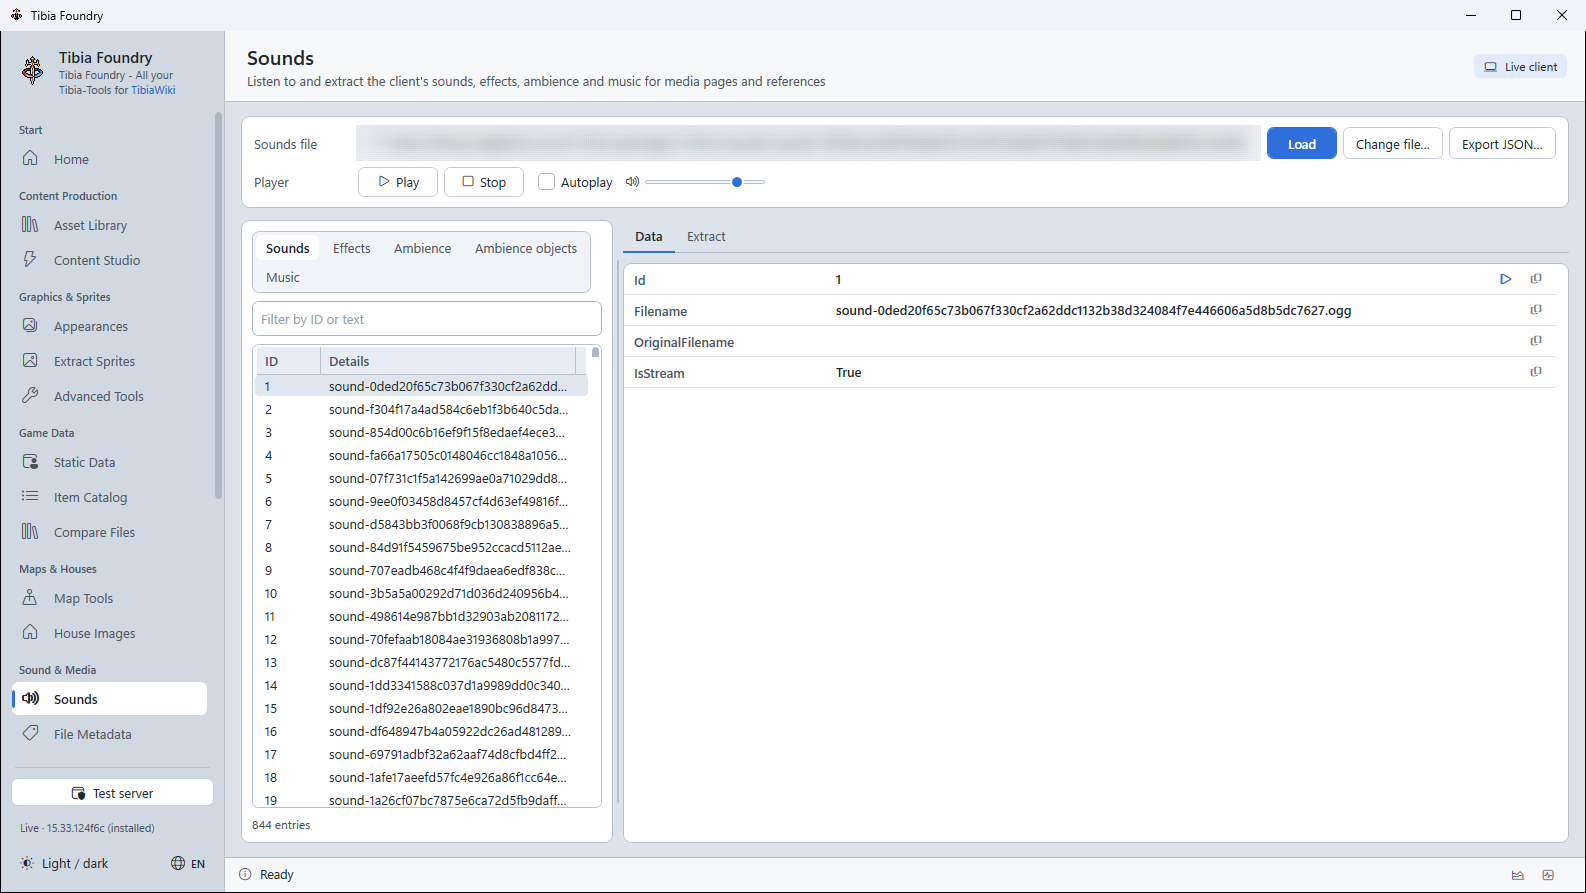 Tibia Foundry
Tibia Foundry
Tibia Foundry - All your
Tibia-Tools for TibiaWiki
Start
Home
Content Production
Asset Library
Content Studio
Graphics & Sprites
Appearances
Extract Sprites
Advanced Tools
Game Data
Static Data
Item Catalog
Compare Files
Maps & Houses
Map Tools
House Images
Sound & Media
Sounds
File Metadata
Test server
Live · 15.33.124f6c (installed)
Light / dark
EN
Sounds
Listen to and extract the client's sounds, effects, ambience and music for media pages and references
Live client
Sounds file
Load
Change file...
Export JSON...
Player
Play
Stop
Autoplay
Sounds
Effects
Ambience
Ambience objects
Music
Filter by ID or text
ID Details
1 sound-0ded20f65c73b067f330cf2a62dd...
2 sound-f304f17a4ad584c6eb1f3b640c5da...
3 sound-854d00c6b16ef9f15f8edaef4ece3...
4 sound-fa66a17505c0148046cc1848a1056...
5 sound-07f731c1f5a142699ae0a71029dd8...
6 sound-9ee0f03458d8457cf4d63ef49816f...
7 sound-d5843bb3f0068f9cb130838896a5...
8 sound-84d91f5459675be952ccacd5112ae...
9 sound-707eadb468c4f4f9daea6edf838c...
10 sound-3b5a5a00292d71d036d240956b4...
11 sound-498614e987bb1d32903ab2081172...
12 sound-70fefaab18084ae31936808b1a997...
13 sound-dc87f44143772176ac5480c5577fd...
14 sound-1dd3341588c037d1a9989dd0c340...
15 sound-1df92e26a802eae1890bc96d8473...
16 sound-df648947b4a05922dc26ad481289...
17 sound-69791adbf32a62aaf74d8cfbd4ff2...
18 sound-1afe17aeefd57fc4e926a86f1cc64e...
19 sound-1a26cf07bc7875e6ca72d5fb9daff...
844 entries
Data
Extract
Id 1
Filename sound-0ded20f65c73b067f330cf2a62ddc1132b38d324084f7e446606a5d8b5dc7627.ogg
OriginalFilename
IsStream True
Ready